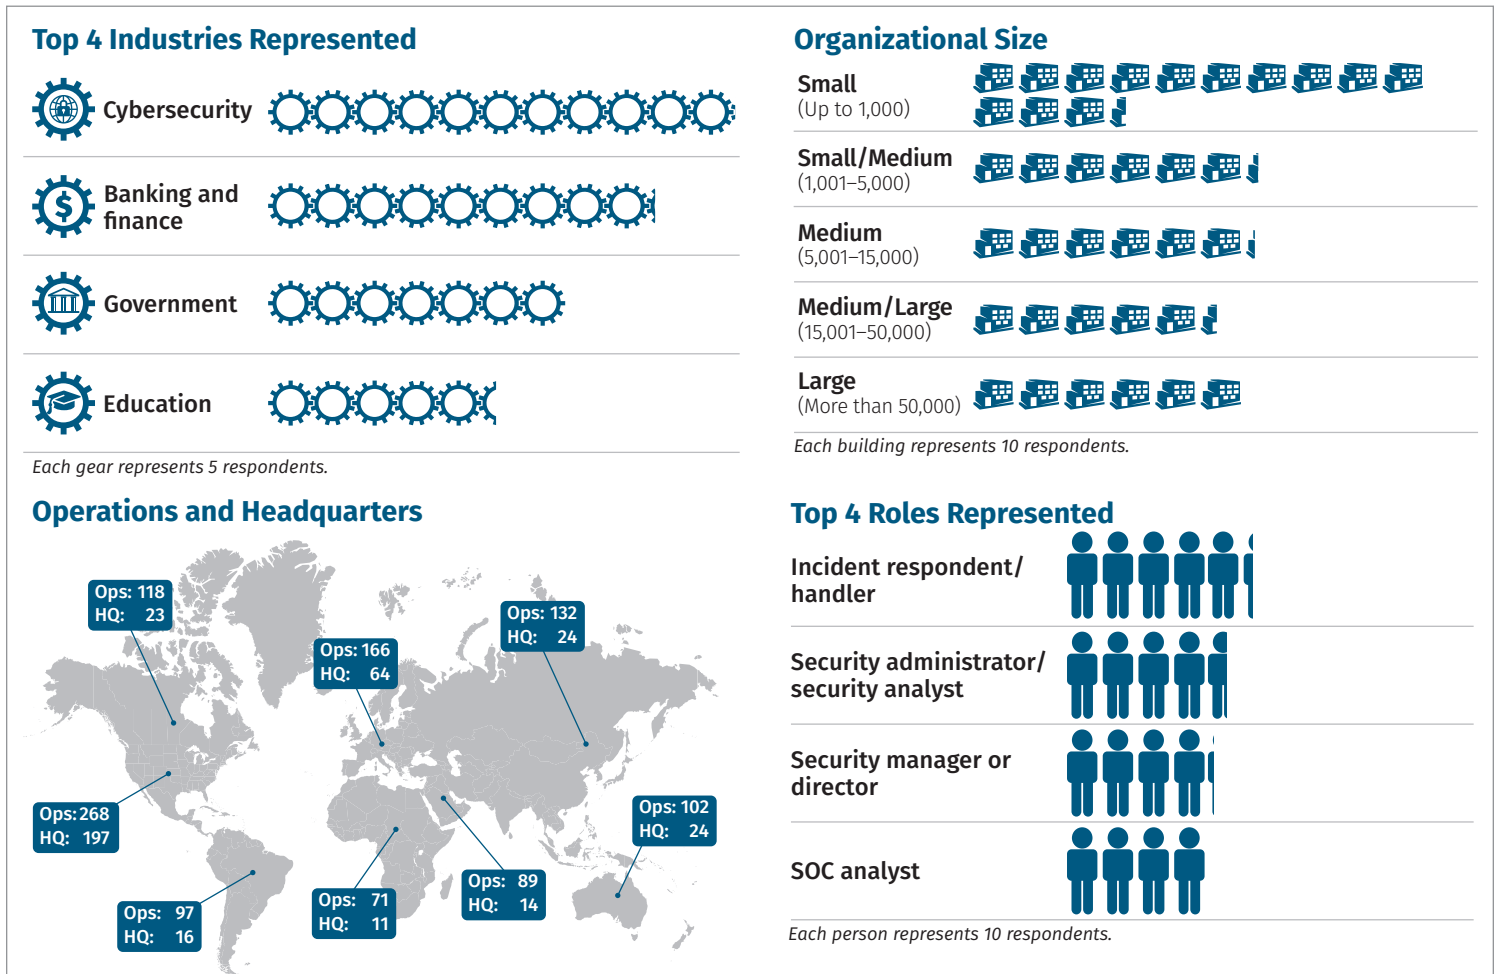 Top 4 Industries Represented
Cybersecurity
$
Banking and
finance
Government
Education
Each gear represents 5 respondents.
Organizational Size
Small
(Up to 1,000)
Small/Medium
(1,001–5,000)
Medium
(5,001–15,000)
Medium/Large
(15,001–50,000)
Large
(More than 50,000)
Each building represents 10 respondents.
Operations and Headquarters
Ops: 118
HQ: 23
Ops: 166
HQ: 64
Ops: 132
HQ: 24
Ops: 268
HQ: 197
Ops: 97
HQ: 16
Ops: 71
HQ: 11
Ops: 89
HQ: 14
Ops: 102
HQ: 24
Top 4 Roles Represented
Incident respondent/
handler
Security administrator/
security analyst
Security manager or
director
SOC analyst
Each person represents 10 respondents.